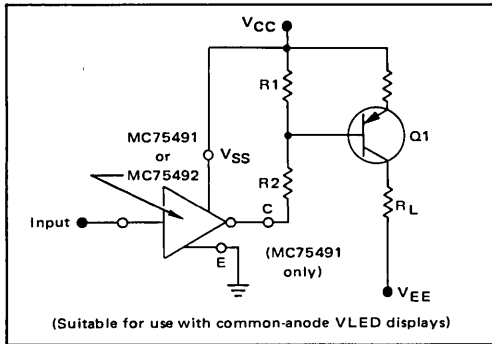 VCC
R1
Q1
MC75491
or
MC75492
VSS
R2
Input
C
RL
E
(MC75491
only)
VEE
(Suitable for use with common-anode VLED displays)